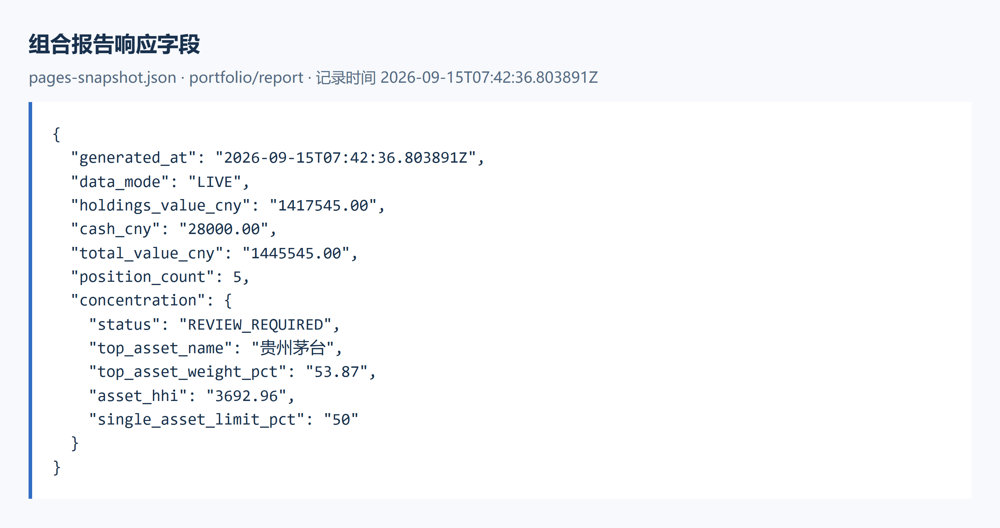 组合报告响应字段
pages-snapshot.json · portfolio/report · 记录时间 2026-09-15T07:42:36.803891Z
{
  "generated_at": "2026-09-15T07:42:36.803891Z",
  "data_mode": "LIVE",
  "holdings_value_cny": "1417545.00",
  "cash_cny": "28000.00",
  "total_value_cny": "1445545.00",
  "position_count": 5,
  "concentration": {
    "status": "REVIEW_REQUIRED",
    "top_asset_name": "贵州茅台",
    "top_asset_weight_pct": "53.87",
    "asset_hhi": "3692.96",
    "single_asset_limit_pct": "50"
  }
}